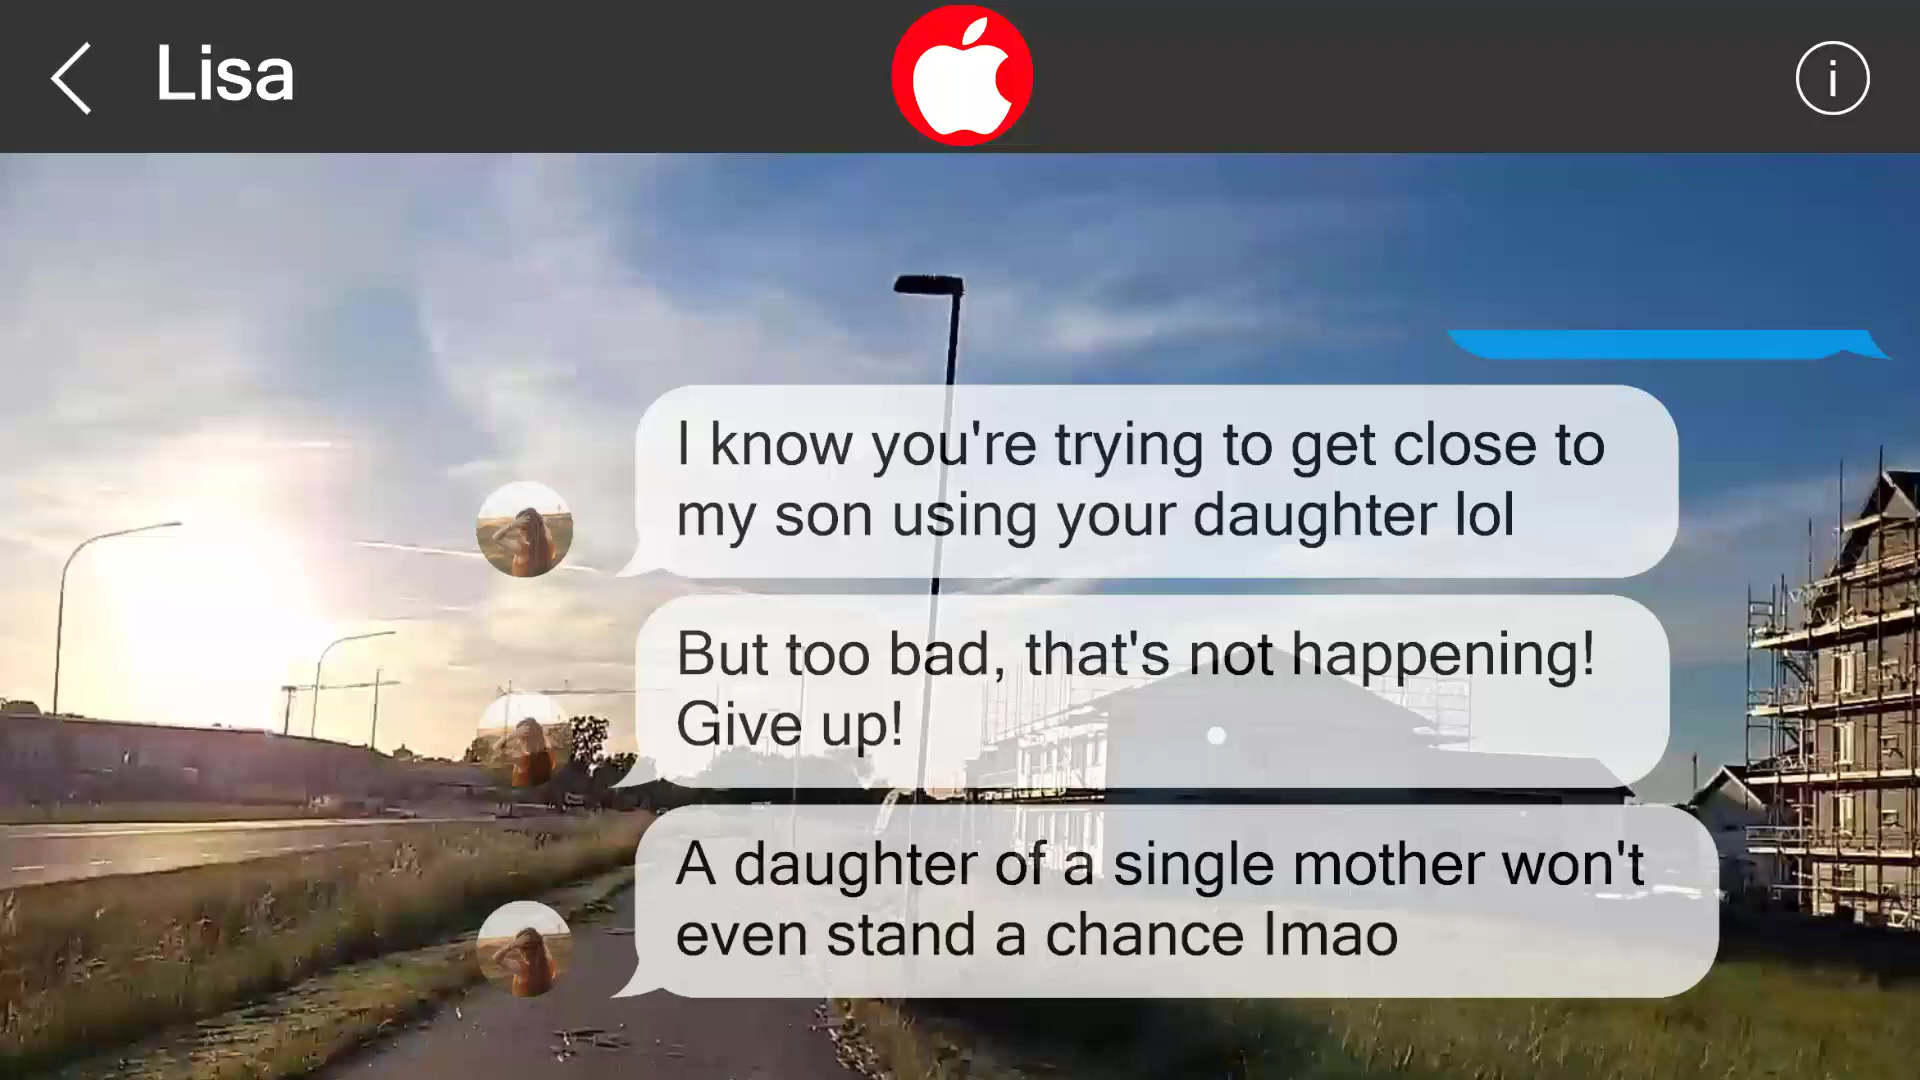 Lisa
I know you're trying to get close to
my son using your daughter lol
But too bad, that's not happening!
Give up!
A daughter of a single mother won't
even stand a chance lmao